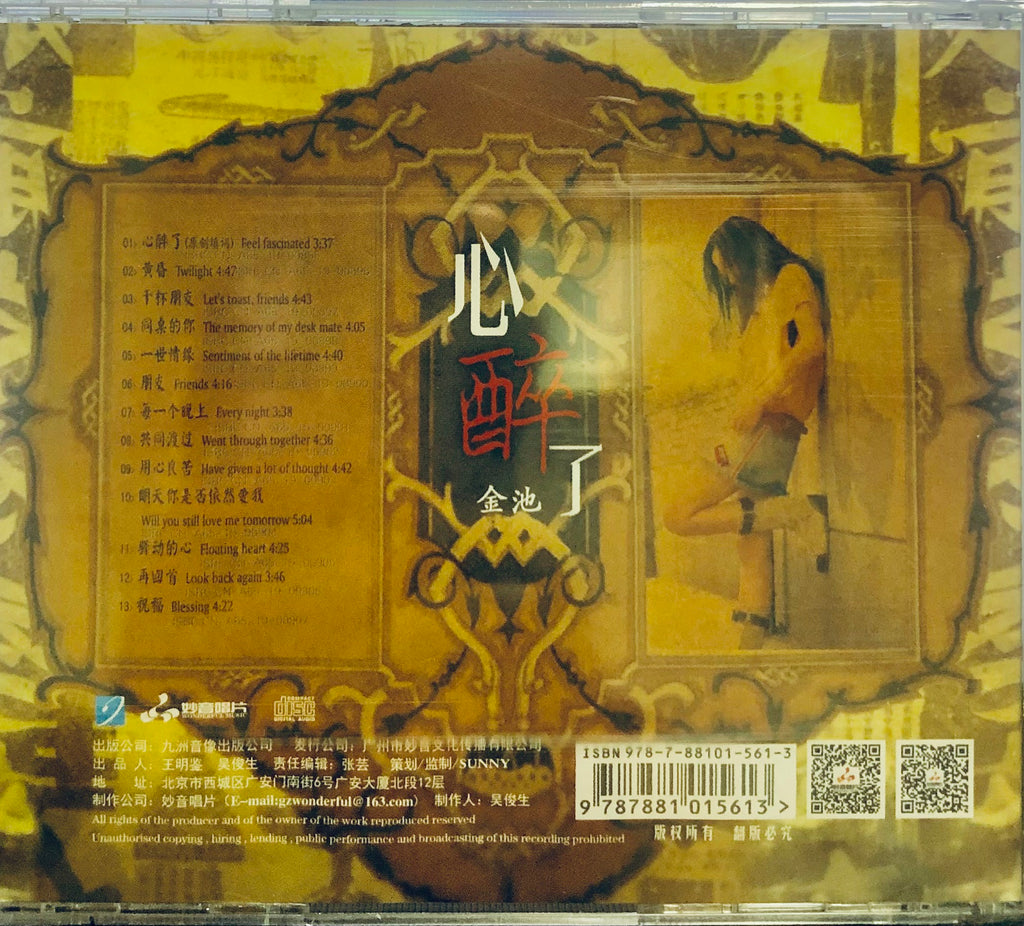 01: 心醉了(原创填词) Feel fascinated 3:37
02: 黄昏 Twilight 4:47
03: 干杯朋友 Let's toast, friends 4:43
04: 同桌的你 The memory of my desk mate 4:05
05: 一世情缘 Sentiment of the lifetime 4:40
06: 朋友 Friends 4:16
07: 每一个晚上 Every night 3:38
08: 共同渡过 Went through together 4:36
09: 用心良苦 Have given a lot of thought 4:42
10: 明天你是否依然爱我
Will you still love me tomorrow 5:04
11: 骚动的心 Floating heart 4:25
12: 再回首 Look back again 3:46
13: 祝福 Blessing 4:22
心
醉
了
金池
妙音唱片
WONDERFUL MUSIC
COMPACT
disc
DIGITAL AUDIO
出版公司：九洲音像出版公司 发行公司：广州市妙音文化传播有限公司
出 品 人：王明鉴 吴俊生 责任编辑：张芸 策划/监制/SUNNY
地 址：北京市西城区广安门南街6号广安大厦北段12层
制作公司：妙音唱片（E-mail:gzwonderful@163.com） 制作人：吴俊生
All rights of the producer and of the owner of the work reproduced reserved
Unauthorised copying , hiring , lending , public performance and broadcasting of this recording prohibited
ISBN 978-7-88101-561-3
9 787881 015613 >
版权所有 翻版必究